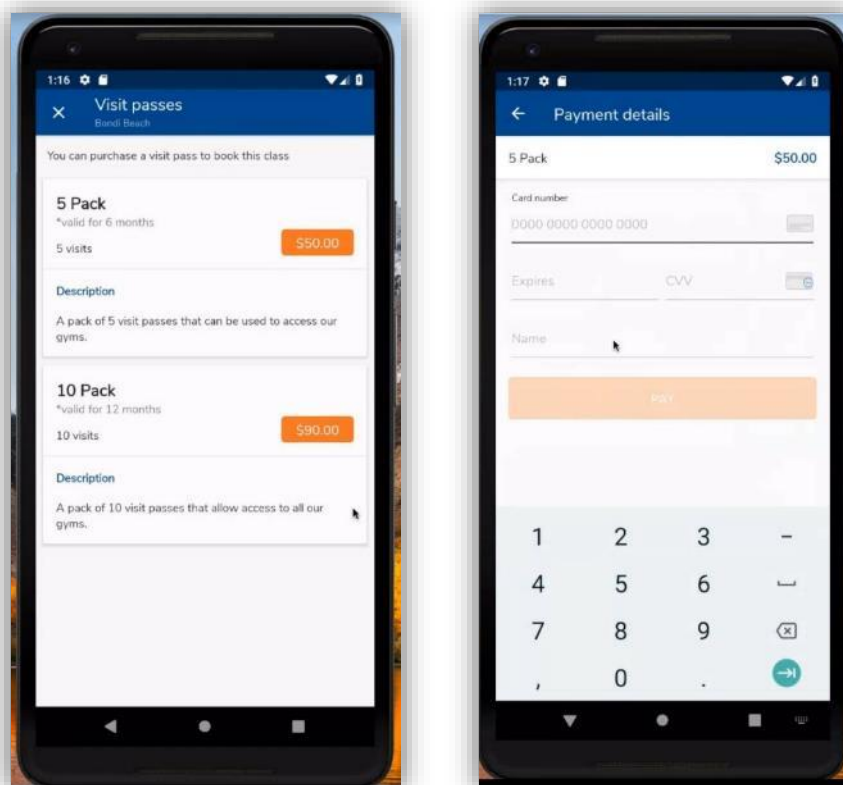 1:16
Visit passes
Bondi Beach
You can purchase a visit pass to book this class
5 Pack
*valid for 6 months
5 visits
$50.00
Description
A pack of 5 visit passes that can be used to access our
gyms.
10 Pack
*valid for 12 months
10 visits
$90.00
Description
A pack of 10 visit passes that allow access to all our
gyms.
1:17
Payment details
5 Pack
$50.00
Card number
0000 0000 0000 0000
Expires
CVV
Name
PAY
1 2 3 -
4 5 6
7 8 9
, 0 .